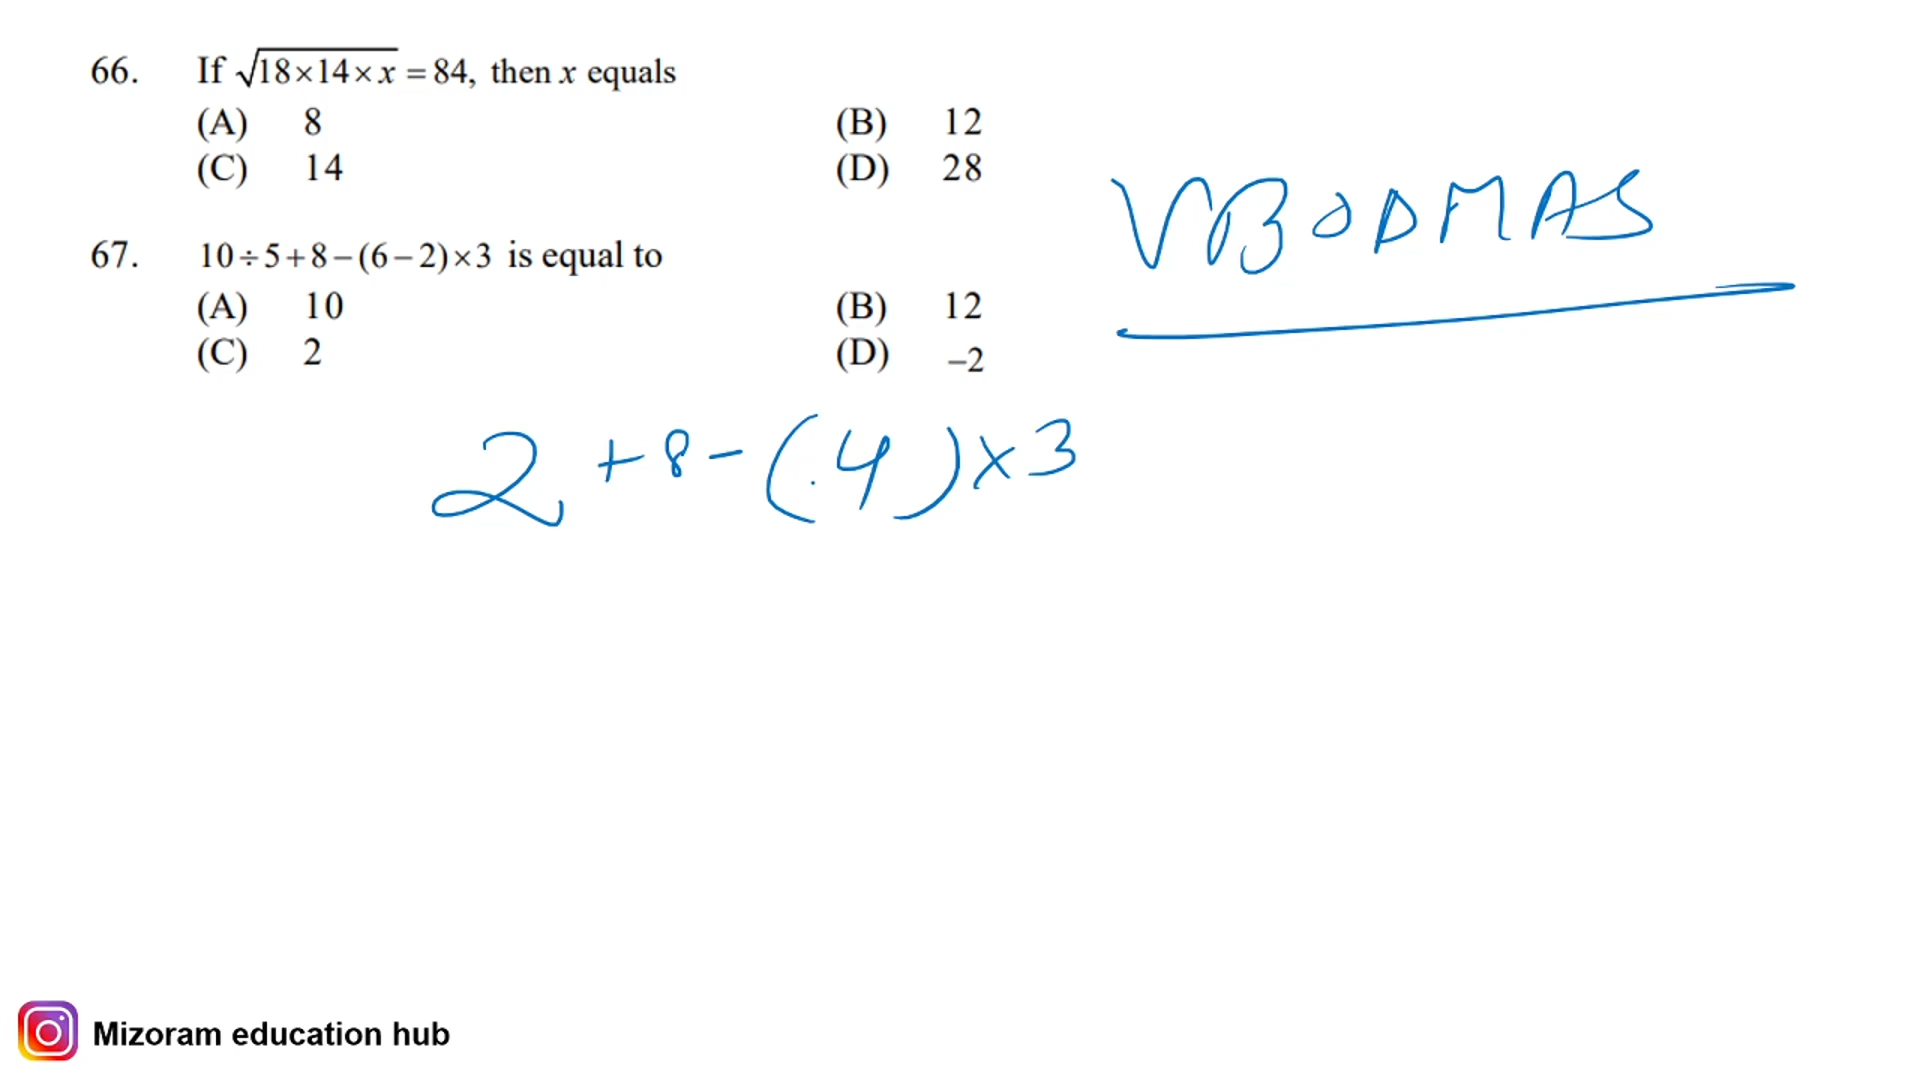 66. If √18×14×x = 84, then x equals
(A) 8 (B) 12
(C) 14 (D) 28
67. 10÷5+8−(6−2)×3 is equal to
(A) 10 (B) 12
(C) 2 (D) −2
VBODMAS
2 + 8 − (4) × 3
Mizoram education hub